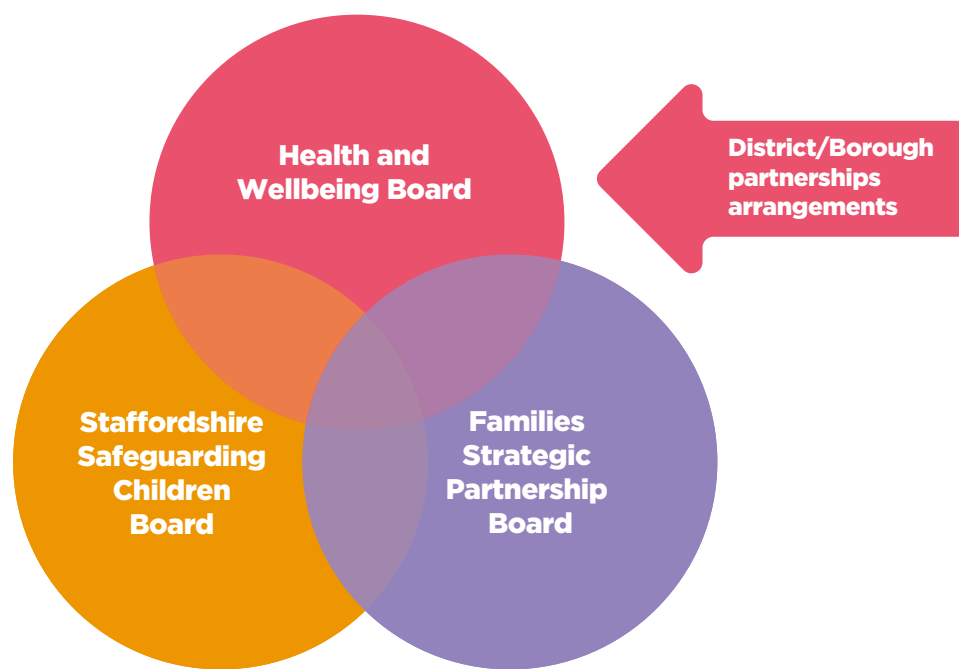 Health and
Wellbeing Board
District/Borough
partnerships
arrangements
Staffordshire
Safeguarding
Children
Board
Families
Strategic
Partnership
Board